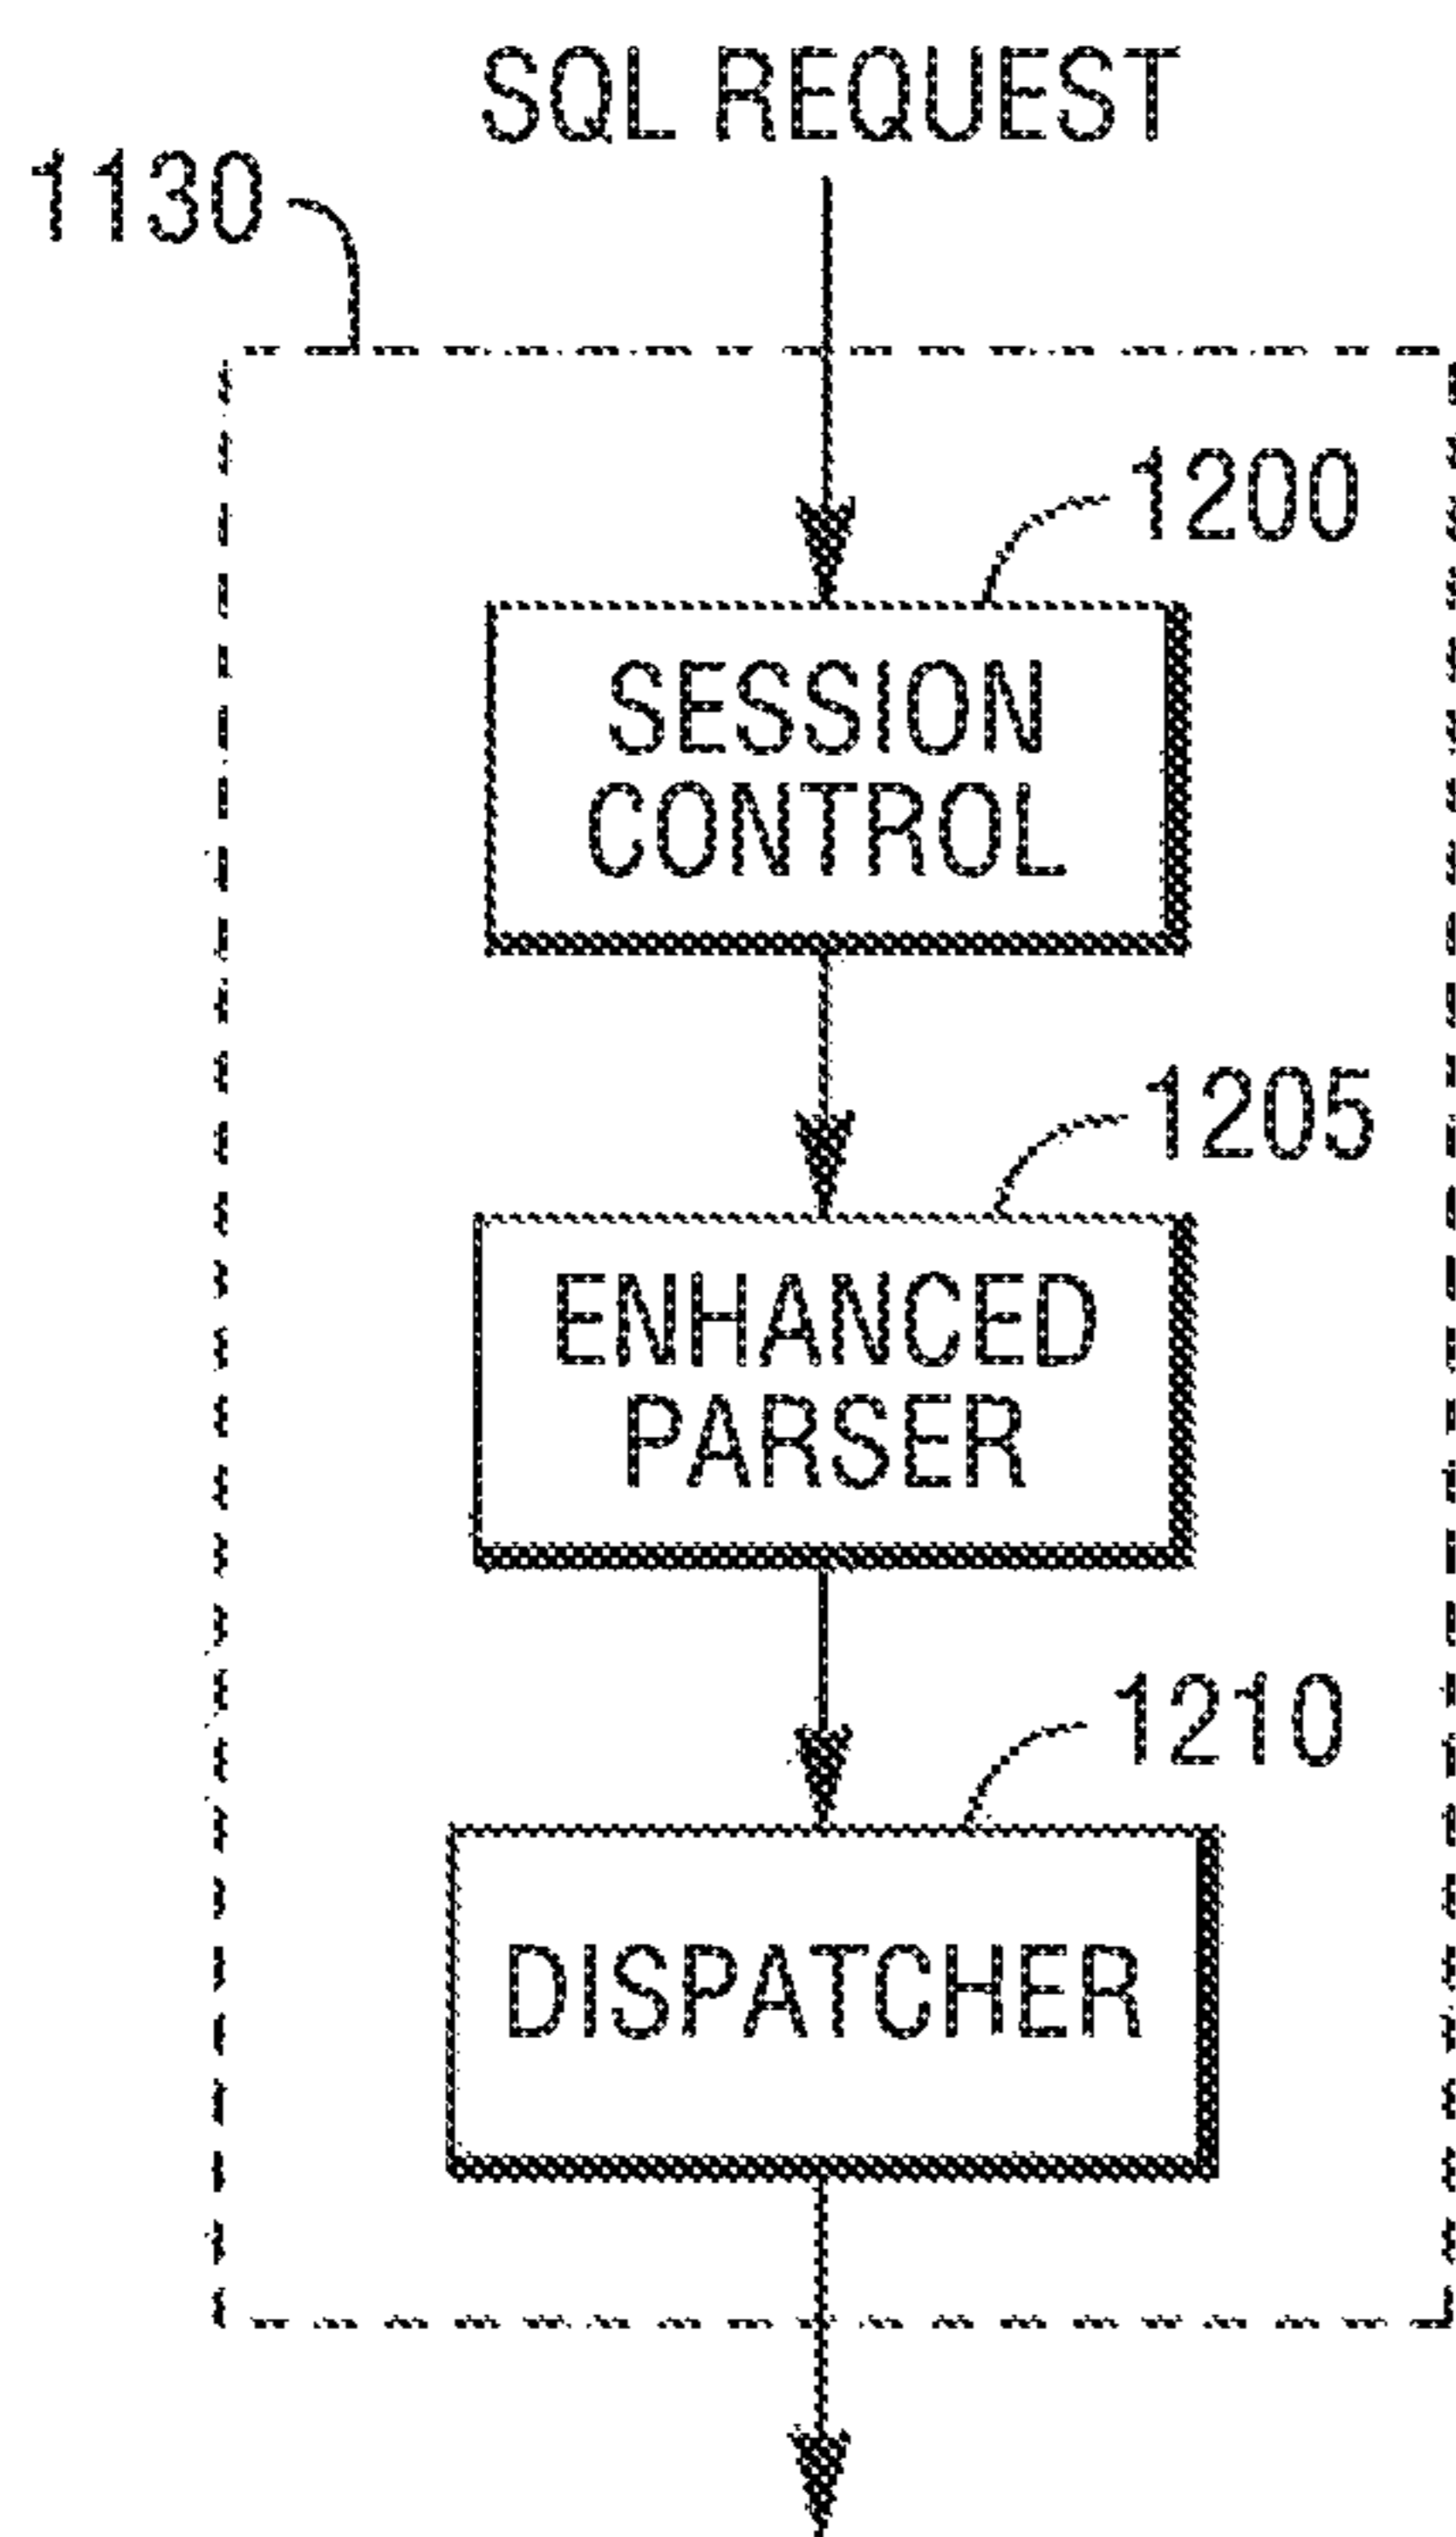 SQL REQUEST
1130
1200
SESSION
CONTROL
1205
ENHANCED
PARSER
1210
DISPATCHER